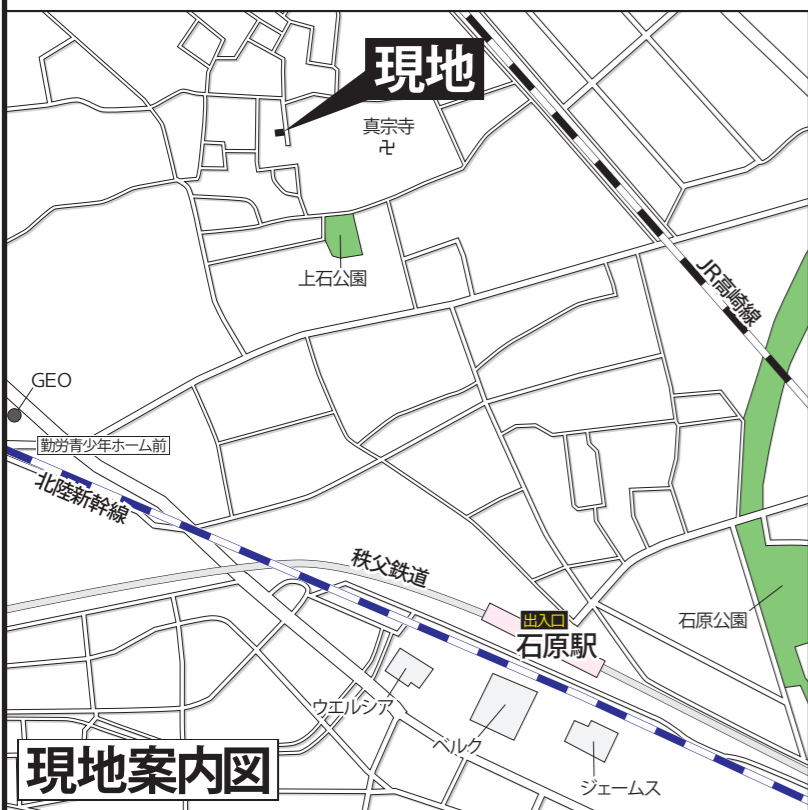 現地
真宗寺
卍
上石公園
JR高崎線
GEO
勤労青少年ホーム前
北陸新幹線
秩父鉄道
出入口
石原駅
石原公園
ウエルシア
ベルク
ジェームス
現地案内図